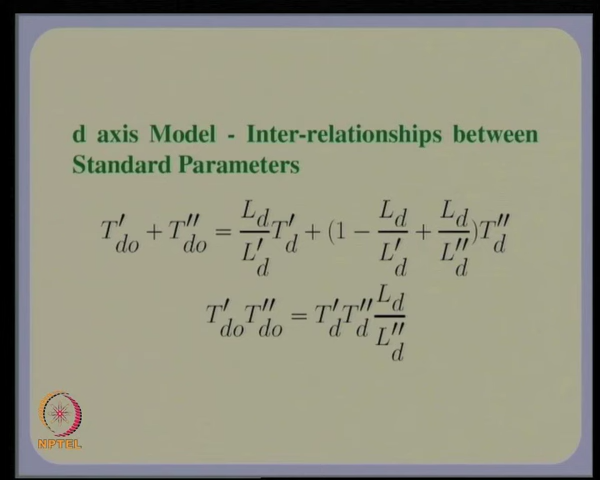 d axis Model - Inter-relationships between
Standard Parameters
T′do + T″do = Ld/L′d T′d + (1 − Ld/L′d + Ld/L″d)T″d
T′do T″do = T′d T″d Ld/L″d
NPTEL